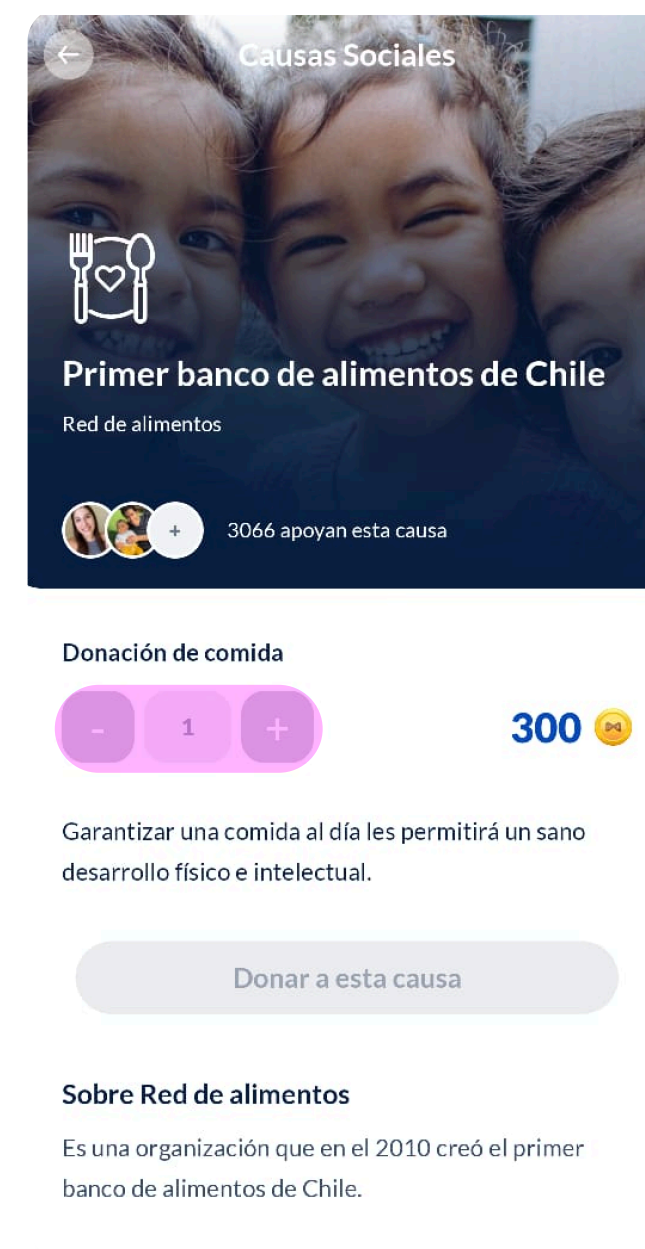 Causas Sociales
Primer banco de alimentos de Chile
Red de alimentos
+ 3066 apoyan esta causa
Donación de comida
- 1 + 300
Garantizar una comida al día les permitirá un sano
desarrollo físico e intelectual.
Donar a esta causa
Sobre Red de alimentos
Es una organización que en el 2010 creó el primer
banco de alimentos de Chile.